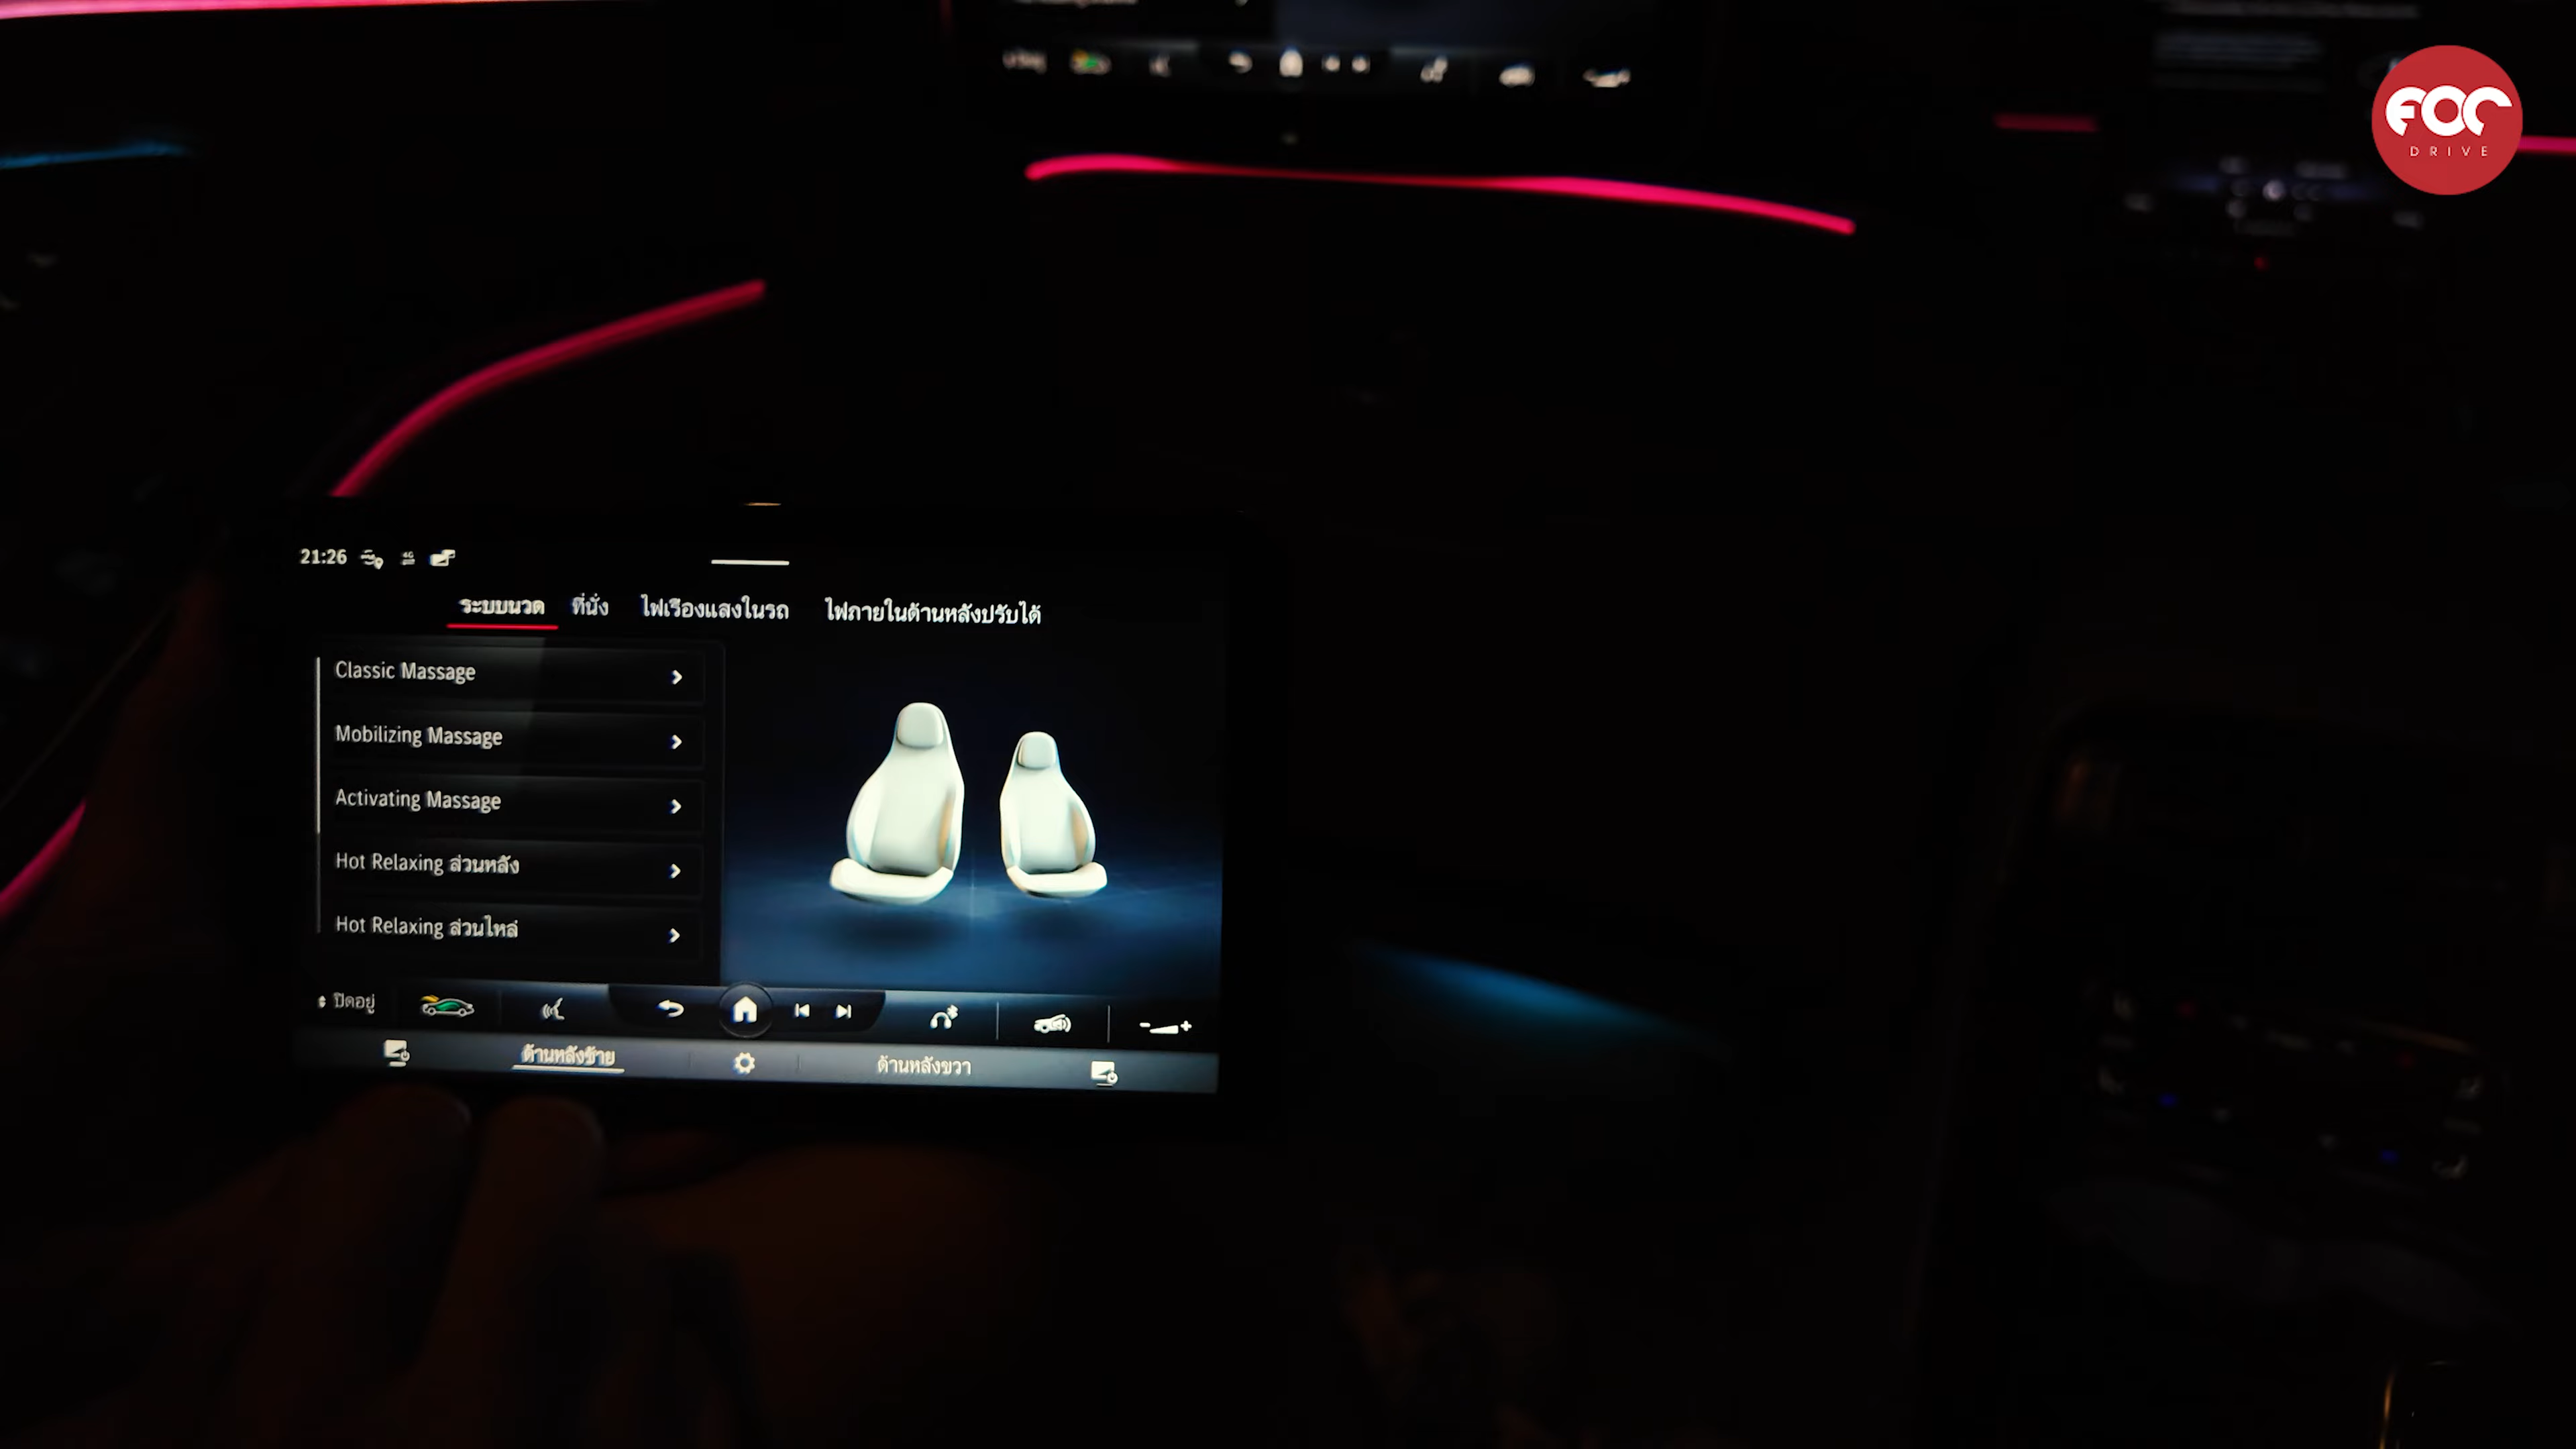 FOC
DRIVE
21:26
4G
ระบบนวด ที่นั่ง ไฟเรืองแสงในรถ ไฟภายในด้านหลังปรับได้
Classic Massage
Mobilizing Massage
Activating Massage
Hot Relaxing ส่วนหลัง
Hot Relaxing ส่วนไหล่
ปิดอยู่
ด้านหลังซ้าย ด้านหลังขวา